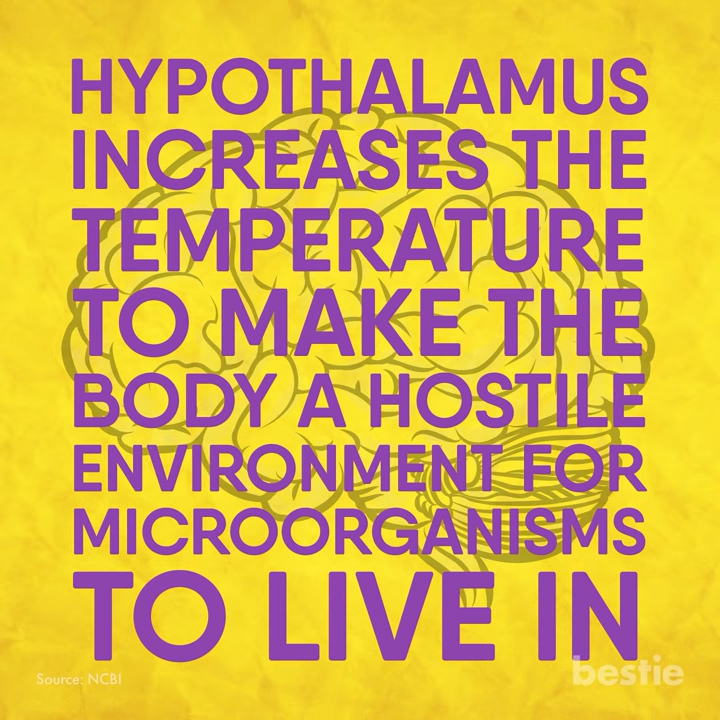 HYPOTHALAMUS
INCREASES THE
TEMPERATURE
TO MAKE THE
BODY A HOSTILE
ENVIRONMENT FOR
MICROORGANISMS
TO LIVE IN
Source: NCBI
bestie